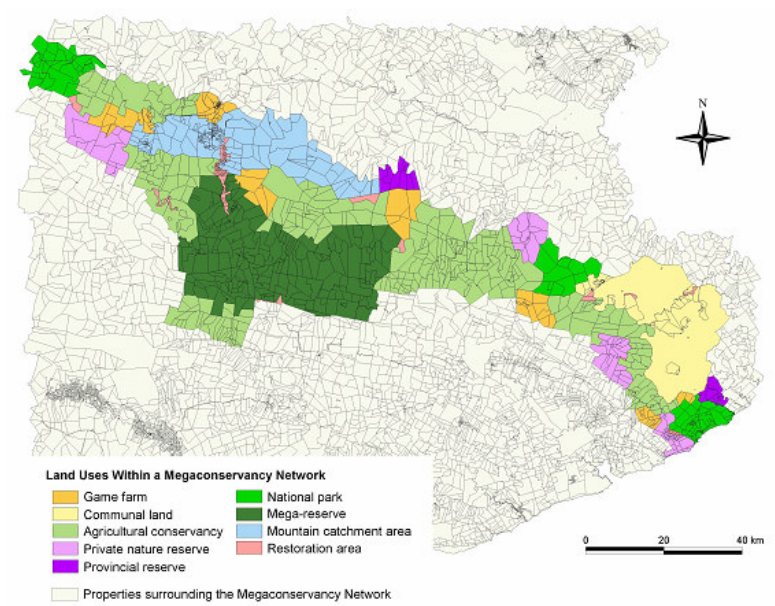 N
Land Uses Within a Megaconservancy Network
Game farm
National park
Communal land
Mega-reserve
Agricultural conservancy
Mountain catchment area
Private nature reserve
Restoration area
Provincial reserve
Properties surrounding the Megaconservancy Network
0 20 40 km